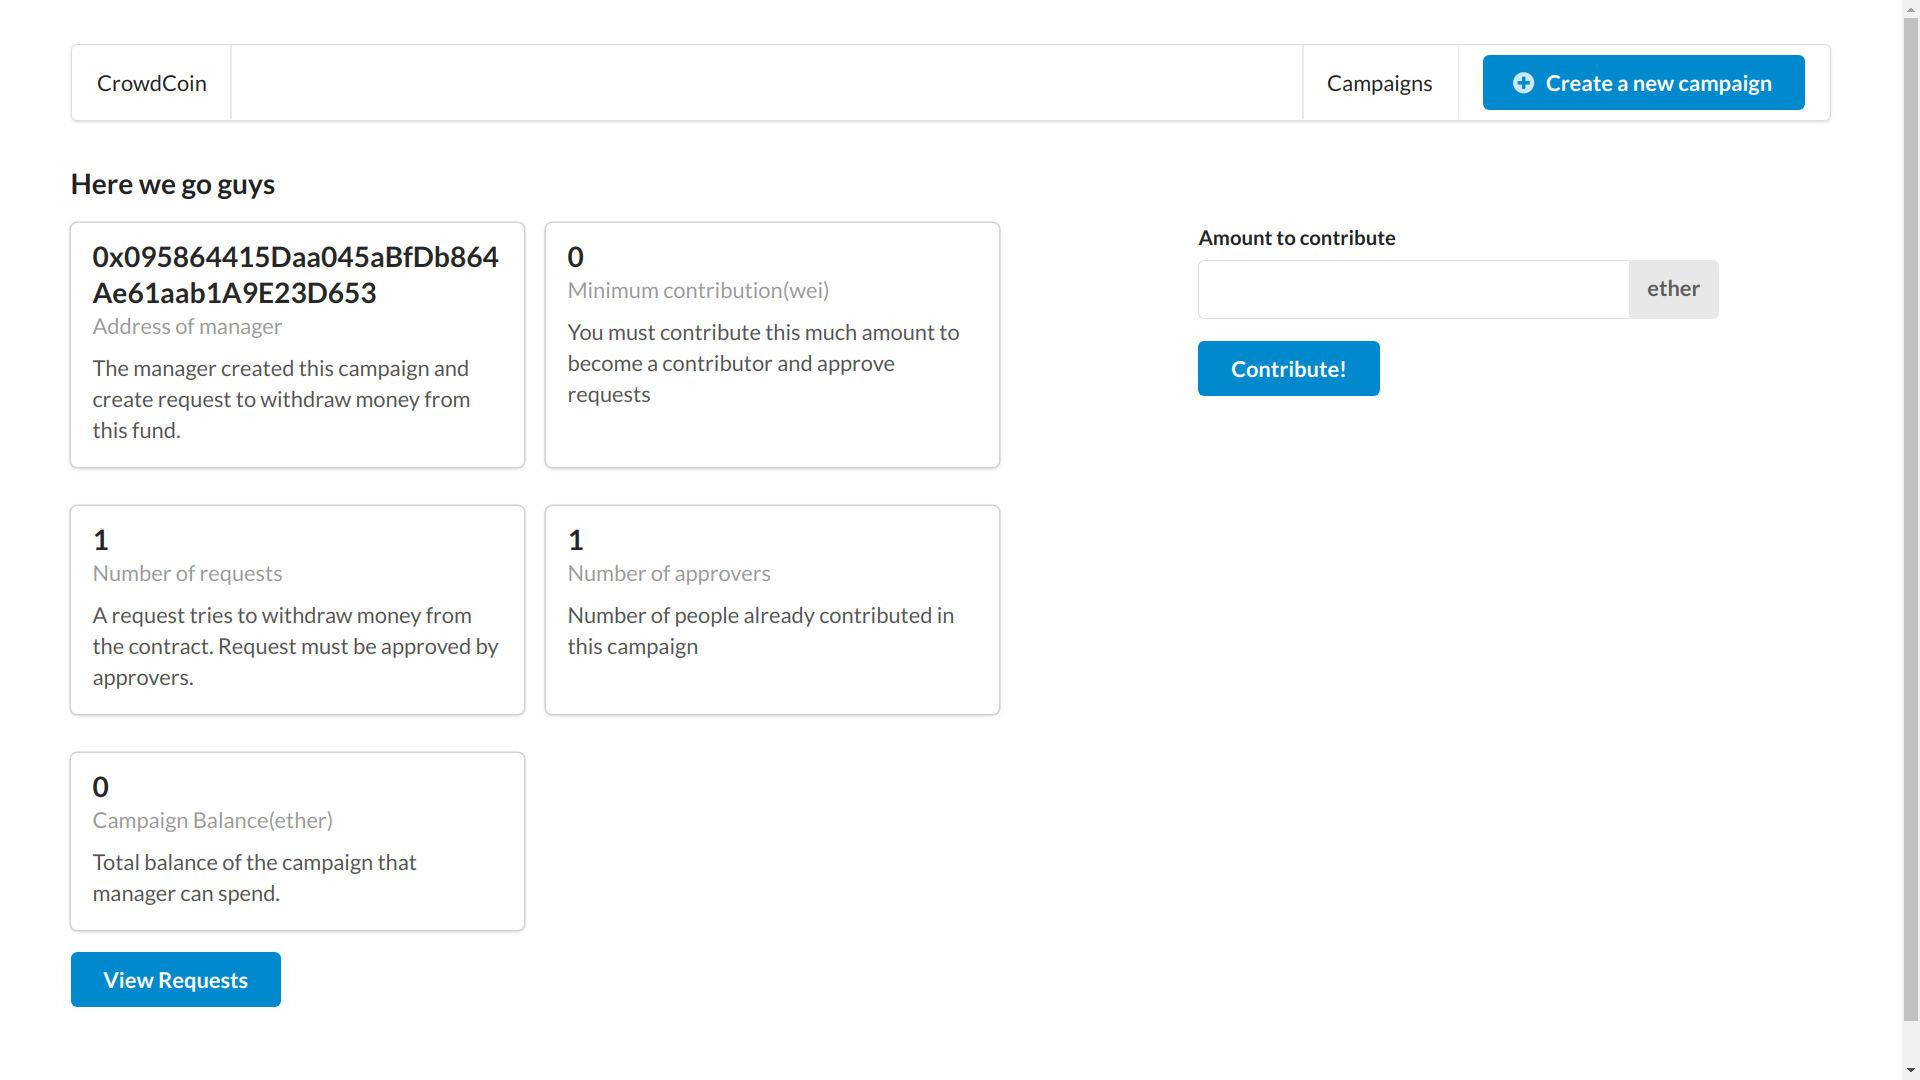 CrowdCoin
Campaigns
Create a new campaign
Here we go guys
0x095864415Daa045aBfDb864
Ae61aab1A9E23D653
Address of manager
The manager created this campaign and
create request to withdraw money from
this fund.
0
Minimum contribution(wei)
You must contribute this much amount to
become a contributor and approve
requests
Amount to contribute
ether
Contribute!
1
Number of requests
A request tries to withdraw money from
the contract. Request must be approved by
approvers.
1
Number of approvers
Number of people already contributed in
this campaign
0
Campaign Balance(ether)
Total balance of the campaign that
manager can spend.
View Requests